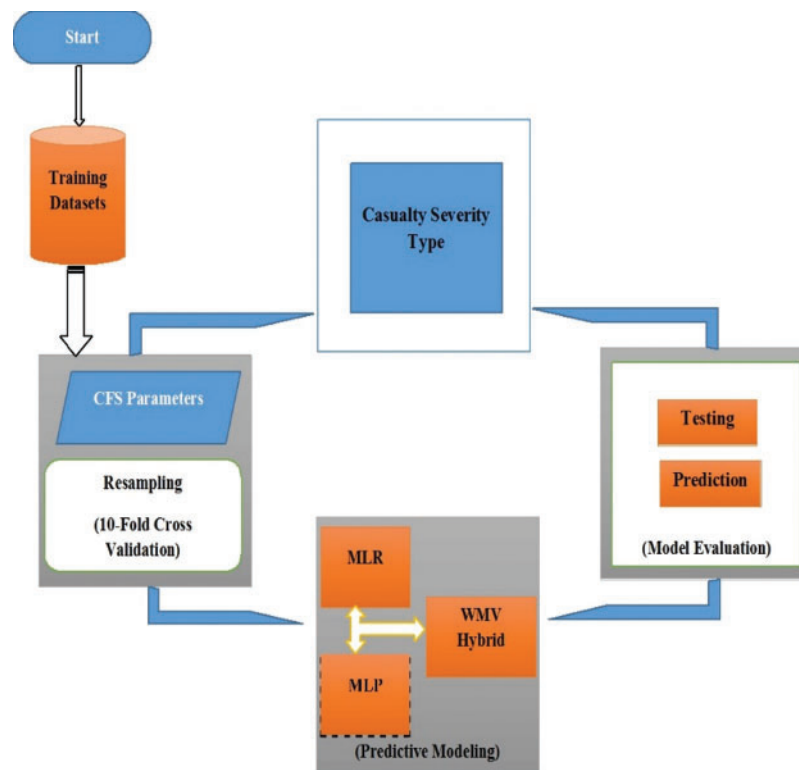 Start
Training
Datasets
Casualty Severity
Type
CFS Parameters
Resampling
(10-Fold Cross
Validation)
MLR
WMV
Hybrid
MLP
(Predictive Modeling)
Testing
Prediction
(Model Evaluation)